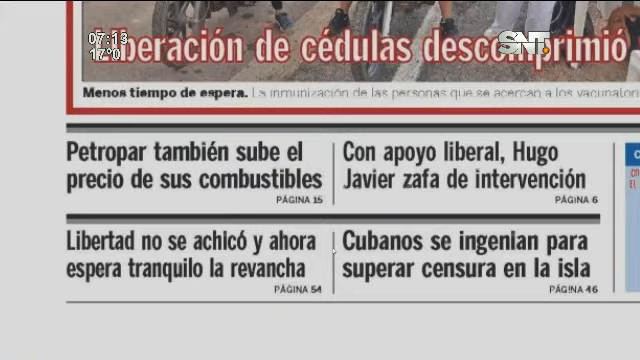 07:13
17°0
SNT
Liberación de cédulas descomprimió
Menos tiempo de espera. La inmunización de las personas que se acercan a los vacunatori
Petropar también sube el
precio de sus combustibles
PÁGINA 15
Con apoyo liberal, Hugo
Javier zafa de intervención
PÁGINA 6
Libertad no se achicó y ahora
espera tranquilo la revancha
PÁGINA 54
Cubanos se ingenian para
superar censura en la isla
PÁGINA 46